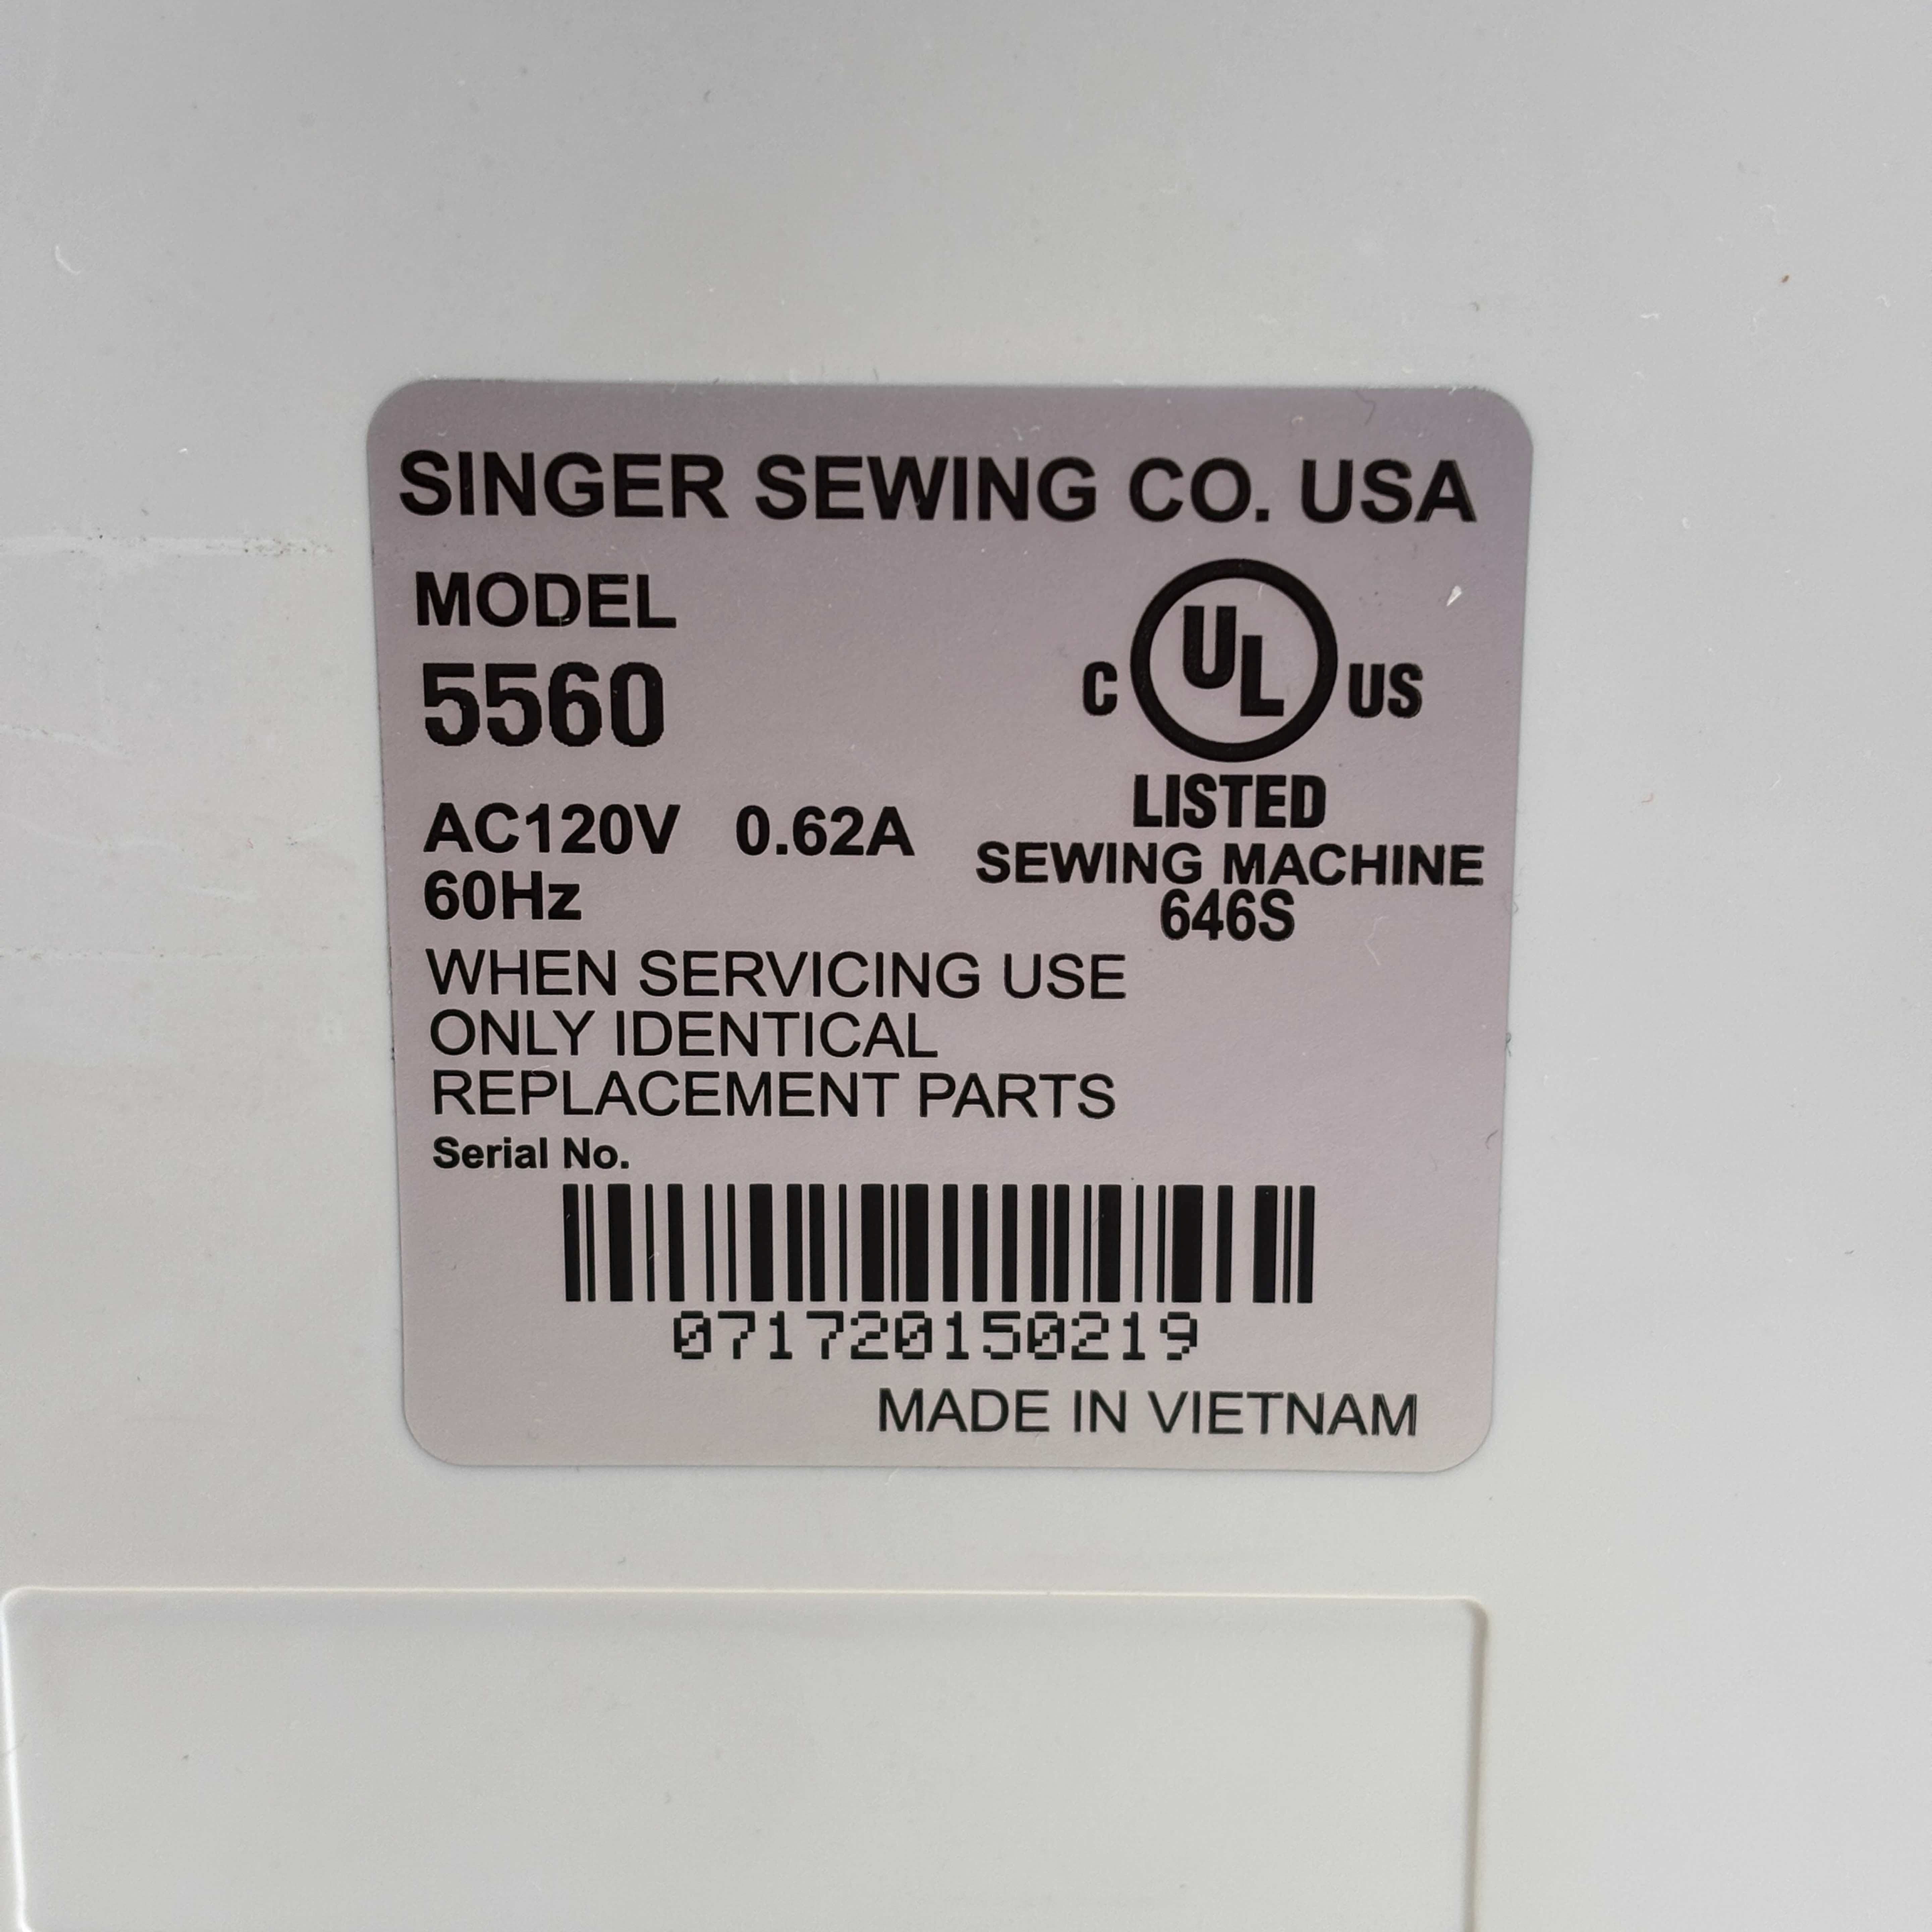 SINGER SEWING CO. USA
MODEL
5560
C UL US
LISTED
AC120V 0.62A
SEWING MACHINE
60Hz
646S
WHEN SERVICING USE
ONLY IDENTICAL
REPLACEMENT PARTS
Serial No.
071720150219
MADE IN VIETNAM